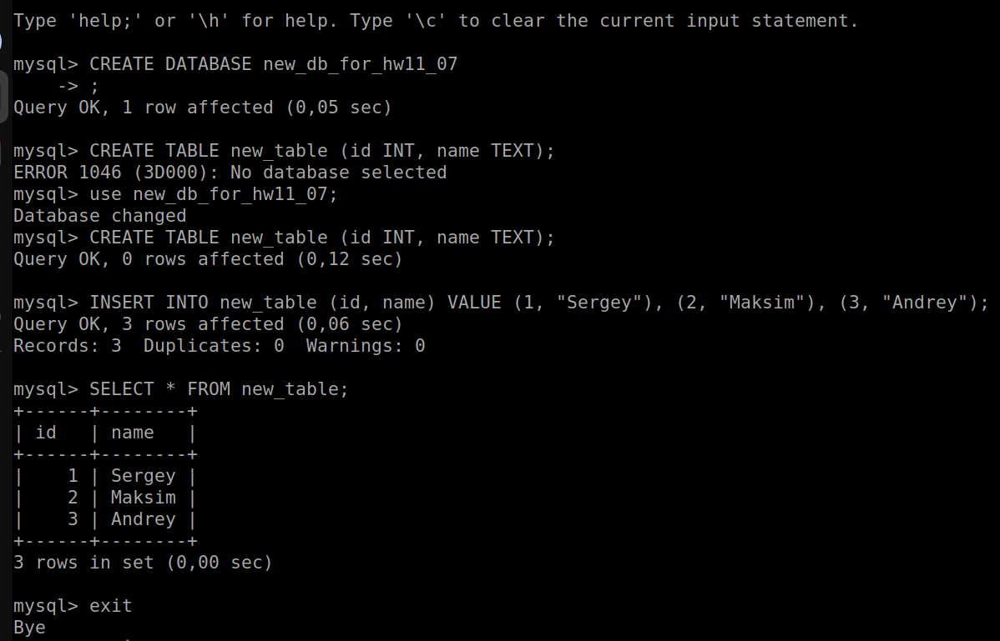 Type 'help;' or '\h' for help. Type '\c' to clear the current input statement.
mysql> CREATE DATABASE new_db_for_hw11_07
    -> ;
Query OK, 1 row affected (0,05 sec)
mysql> CREATE TABLE new_table (id INT, name TEXT);
ERROR 1046 (3D000): No database selected
mysql> use new_db_for_hw11_07;
Database changed
mysql> CREATE TABLE new_table (id INT, name TEXT);
Query OK, 0 rows affected (0,12 sec)
mysql> INSERT INTO new_table (id, name) VALUE (1, "Sergey"), (2, "Maksim"), (3, "Andrey");
Query OK, 3 rows affected (0,06 sec)
Records: 3  Duplicates: 0  Warnings: 0
mysql> SELECT * FROM new_table;
+------+--------+
| id   | name   |
+------+--------+
|    1 | Sergey |
|    2 | Maksim |
|    3 | Andrey |
+------+--------+
3 rows in set (0,00 sec)
mysql> exit
Bye